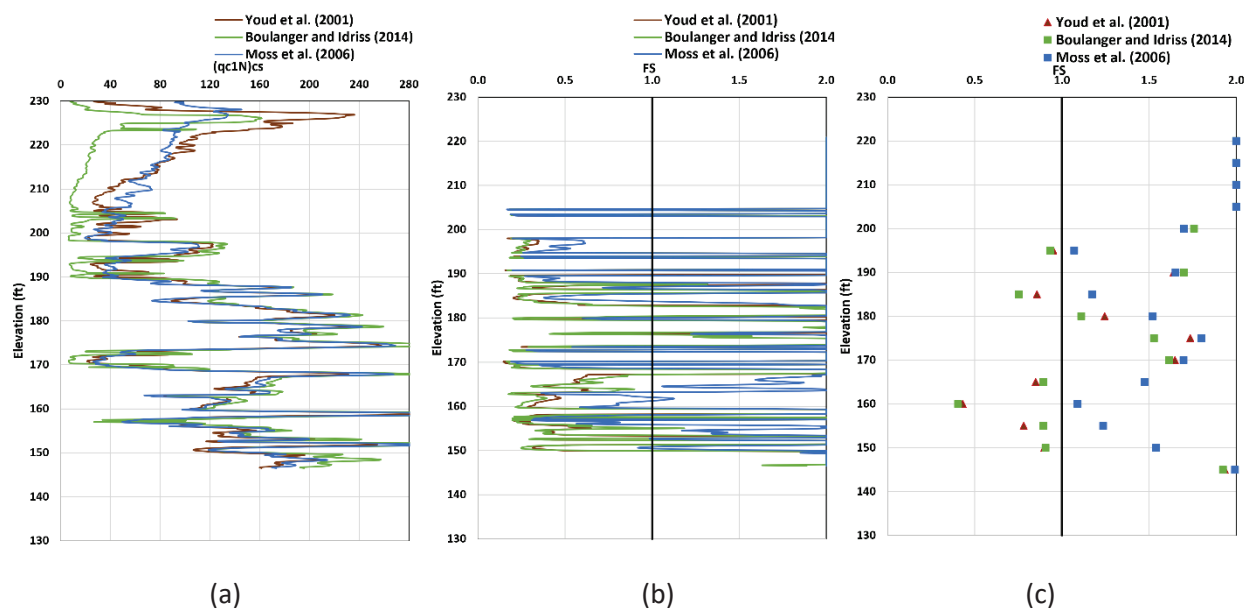 Youd et al. (2001)
Boulanger and Idriss (2014)
Moss et al. (2006)
(qc1N)cs
0 40 80 120 160 200 240 280
230
220
210
200
190
180
170
160
150
140
130
Elevation (ft)
(a)
Youd et al. (2001)
Boulanger and Idriss (2014
Moss et al. (2006)
FS
0.0 0.5 1.0 1.5 2.0
230
220
210
200
190
180
170
160
150
140
130
Elevation (ft)
(b)
Youd et al. (2001)
Boulanger and Idriss (2014)
Moss et al. (2006)
FS
0.0 0.5 1.0 1.5 2.0
230
220
210
200
190
180
170
160
150
140
130
Elevation (ft)
(c)